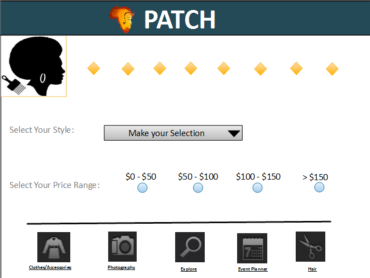 PATCH
Select Your Style:
Make your Selection
$0 - $50 $50 - $100 $100 - $150 > $150
Select Your Price Range:
7
Clothes/Accessories Photography Explore Event Planner Hair